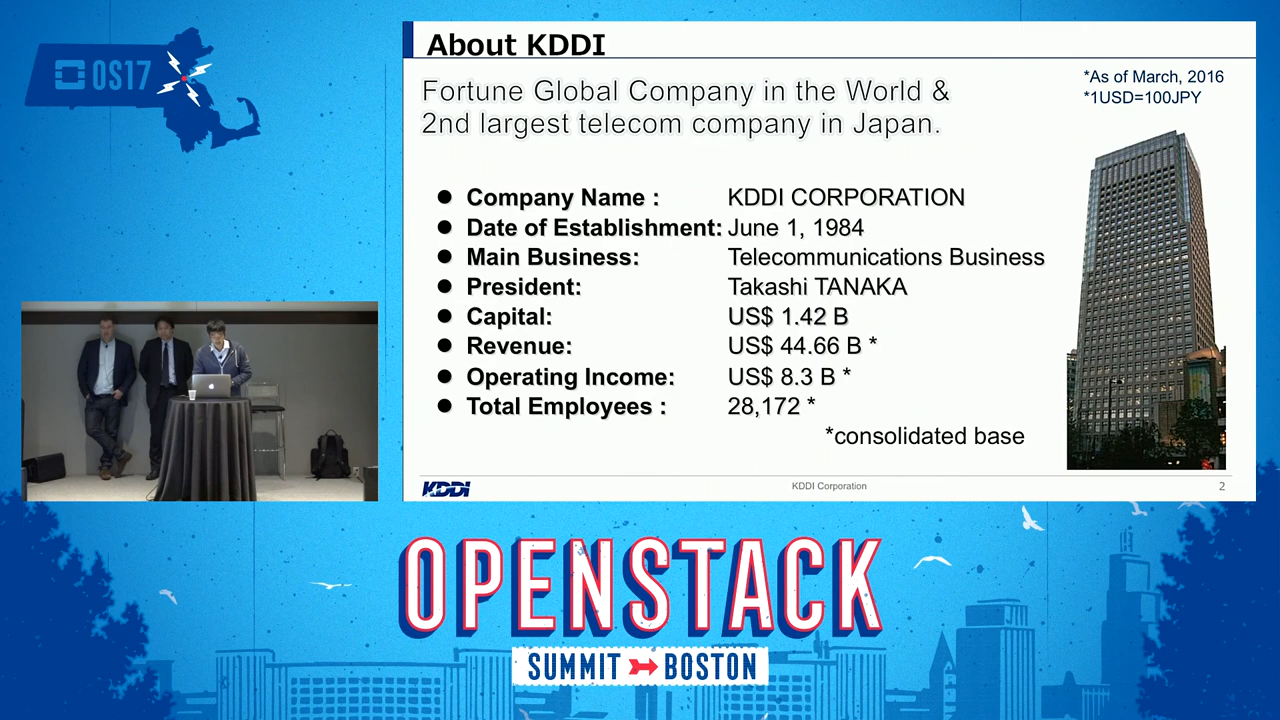 OS17
About KDDI
*As of March, 2016
*1USD=100JPY
Fortune Global Company in the World &
2nd largest telecom company in Japan.
● Company Name : KDDI CORPORATION
● Date of Establishment: June 1, 1984
● Main Business: Telecommunications Business
● President: Takashi TANAKA
● Capital: US$ 1.42 B
● Revenue: US$ 44.66 B *
● Operating Income: US$ 8.3 B *
● Total Employees : 28,172 *
*consolidated base
KDDI
KDDI Corporation
2
OPENSTACK
SUMMIT BOSTON